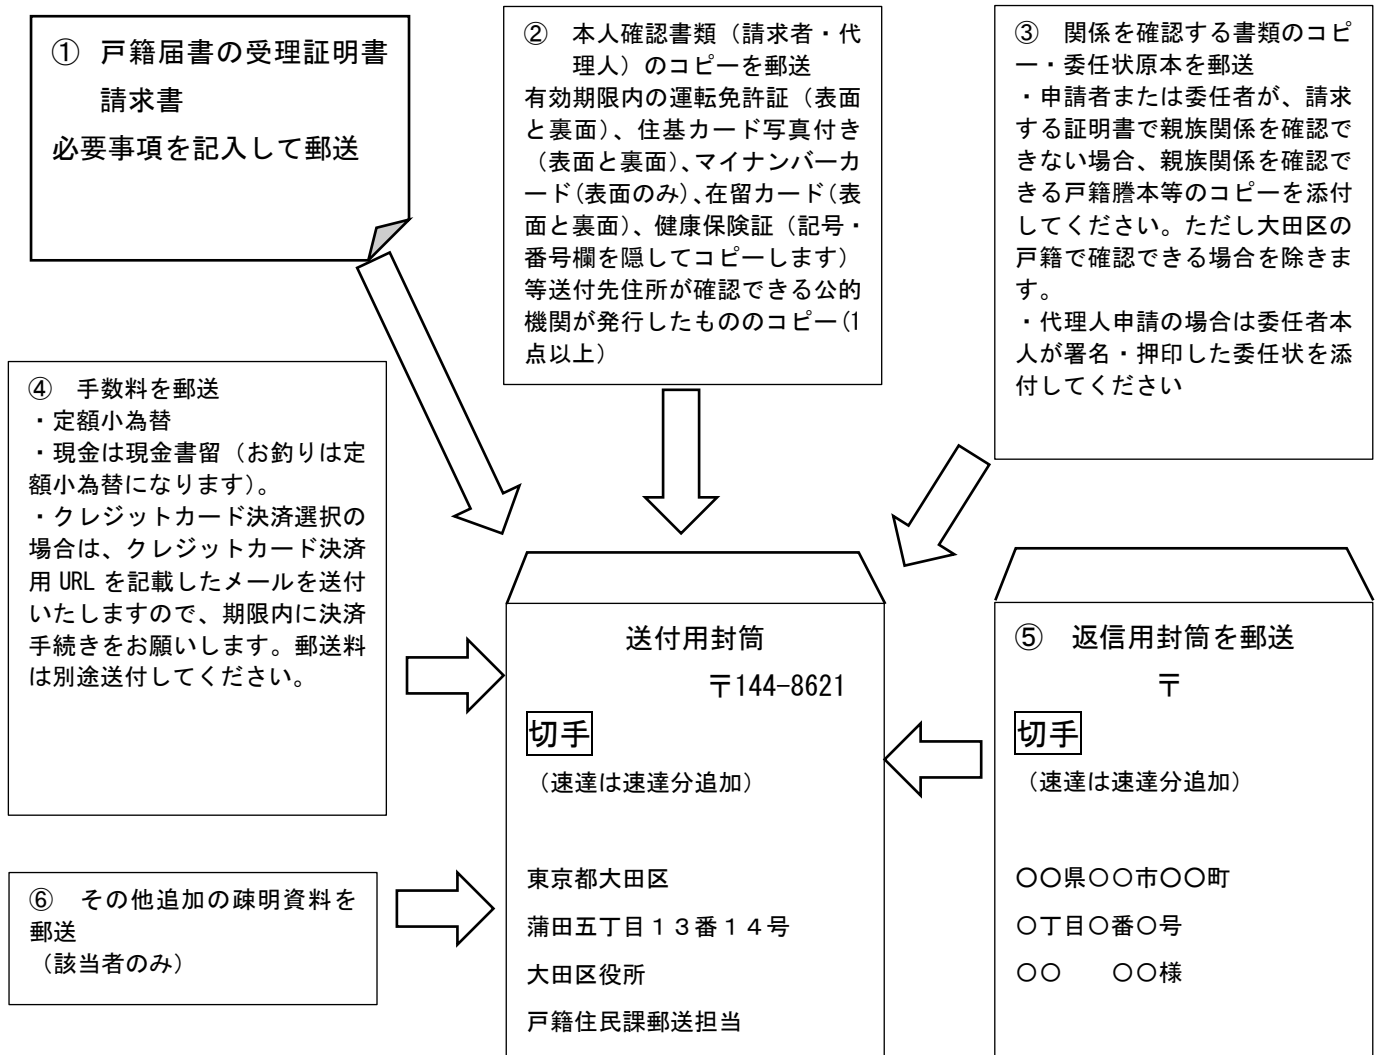 ① 戸籍届書の受理証明書
請求書
必要事項を記入して郵送
② 本人確認書類（請求者・代
理人）のコピーを郵送
有効期限内の運転免許証（表面
と裏面）、住基カード写真付き
（表面と裏面）、マイナンバーカ
ード(表面のみ)、在留カード（表
面と裏面）、健康保険証（記号・
番号欄を隠してコピーします）
等送付先住所が確認できる公的
機関が発行したもののコピー(1
点以上）
③ 関係を確認する書類のコピ
ー・委任状原本を郵送
・申請者または委任者が、請求
する証明書で親族関係を確認で
きない場合、親族関係を確認で
きる戸籍謄本等のコピーを添付
してください。ただし大田区の
戸籍で確認できる場合を除きま
す。
・代理人申請の場合は委任者本
人が署名・押印した委任状を添
付してください
④ 手数料を郵送
・定額小為替
・現金は現金書留（お釣りは定
額小為替になります）。
・クレジットカード決済選択の
場合は、クレジットカード決済
用 URL を記載したメールを送付
いたしますので、期限内に決済
手続きをお願いします。郵送料
は別途送付してください。
送付用封筒
〒144-8621
切手
（速達は速達分追加）
東京都大田区
蒲田五丁目１３番１４号
大田区役所
戸籍住民課郵送担当
⑤ 返信用封筒を郵送
〒
切手
（速達は速達分追加）
〇〇県〇〇市〇〇町
〇丁目〇番〇号
〇〇　〇〇様
⑥ その他追加の疎明資料を
郵送
（該当者のみ）